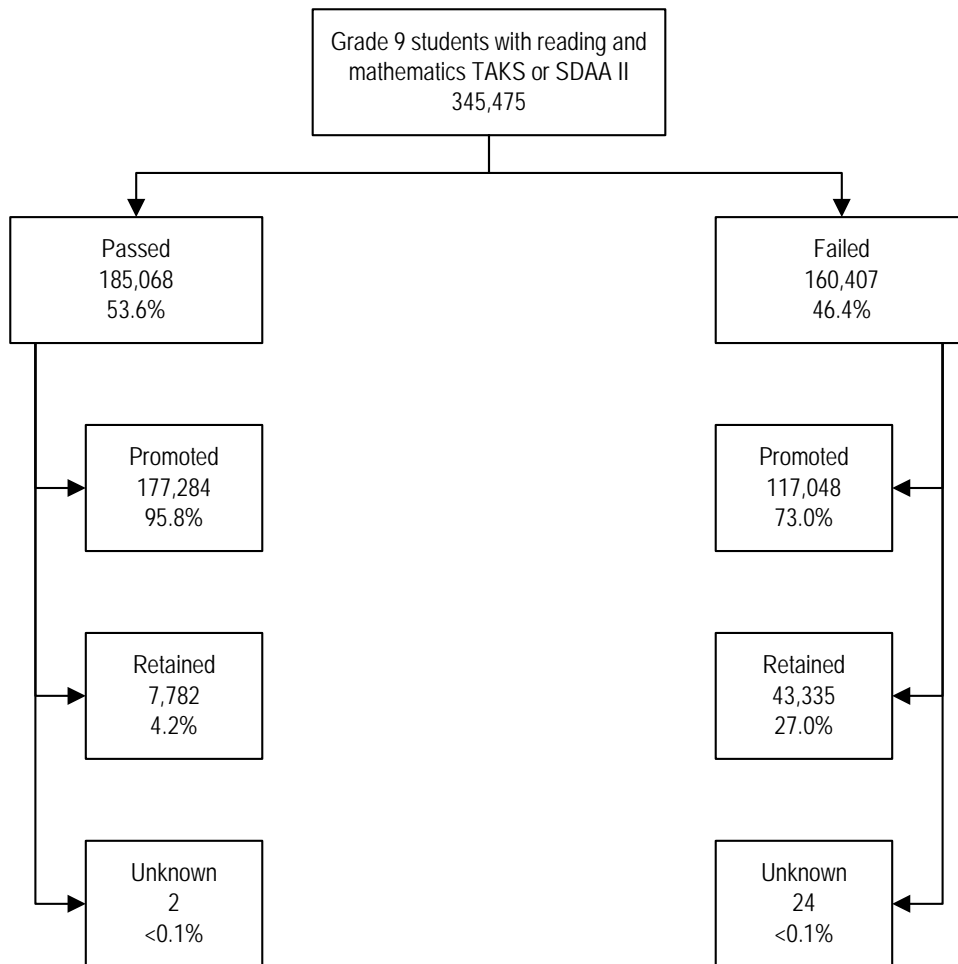 Grade 9 students with reading and
mathematics TAKS or SDAA II
345,475
Passed
185,068
53.6%
Failed
160,407
46.4%
Promoted
177,284
95.8%
Promoted
117,048
73.0%
Retained
7,782
4.2%
Retained
43,335
27.0%
Unknown
2
<0.1%
Unknown
24
<0.1%